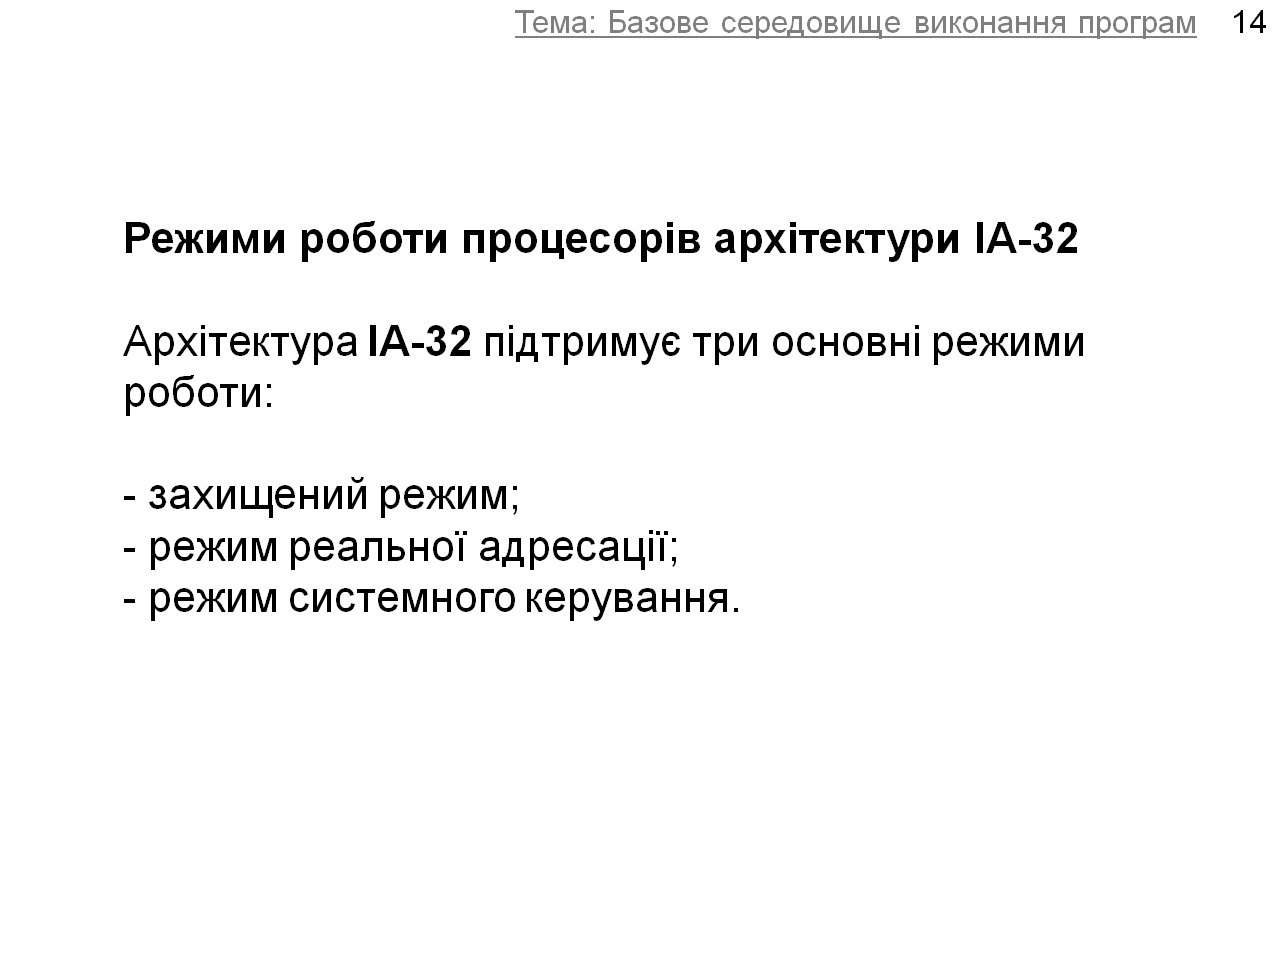 Тема: Базове середовище виконання програм 14
Режими роботи процесорів архітектури IA-32
Архітектура IA-32 підтримує три основні режими
роботи:
- захищений режим;
- режим реальної адресації;
- режим системного керування.